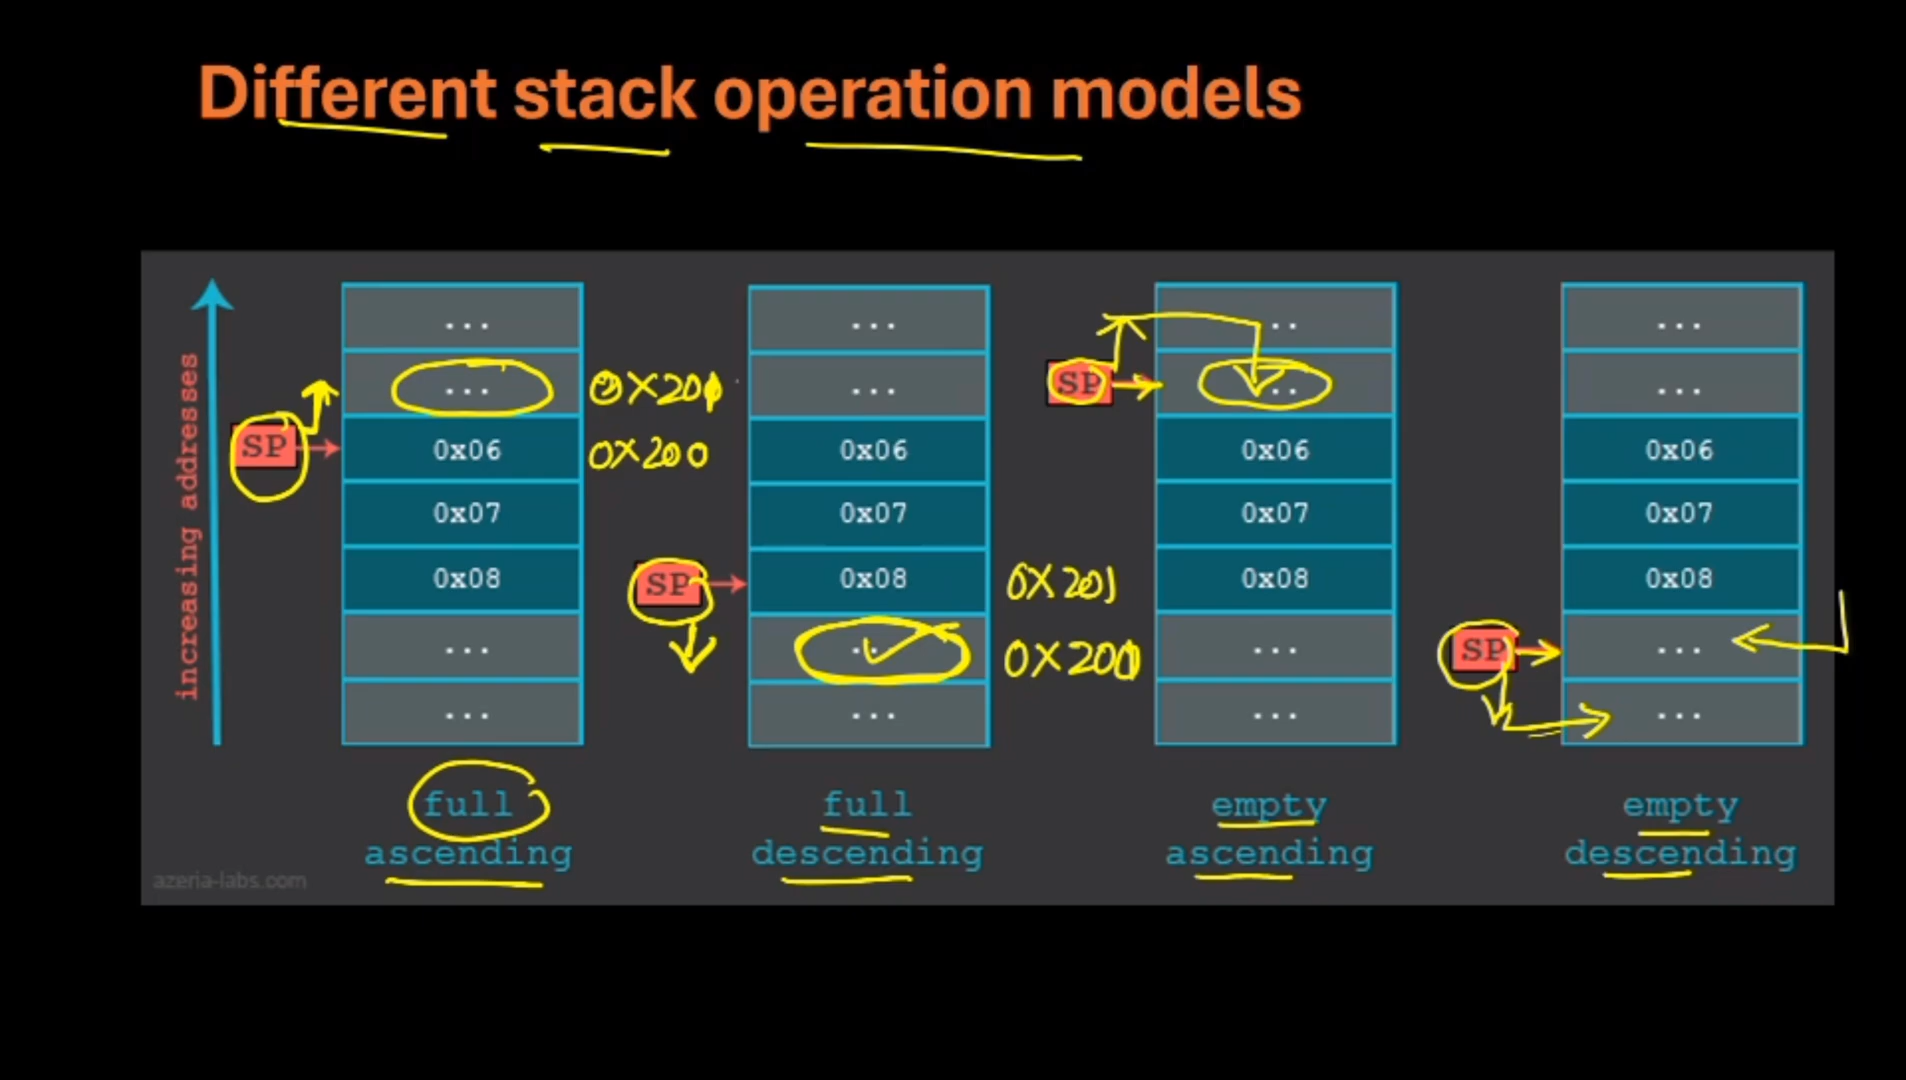 Different stack operation models
increasing addresses
SP
...
...
0x06
0x07
0x08
...
...
0x201
0x200
full
ascending
SP
...
...
0x06
0x07
0x08
...
...
0x201
0x200
full
descending
SP
...
...
0x06
0x07
0x08
...
...
empty
ascending
SP
...
...
0x06
0x07
0x08
...
...
empty
descending
azeria-labs.com